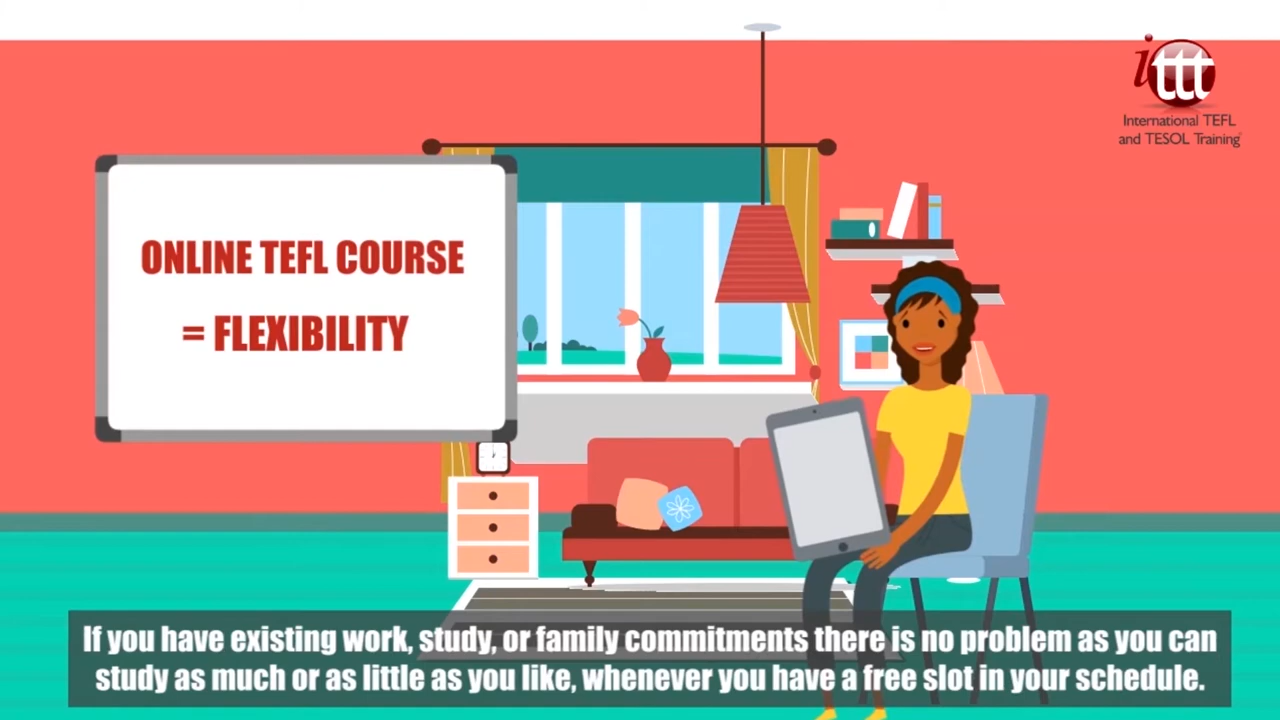 ittt
International TEFL
and TESOL Training
ONLINE TEFL COURSE
= FLEXIBILITY
If you have existing work, study, or family commitments there is no problem as you can
study as much or as little as you like, whenever you have a free slot in your schedule.